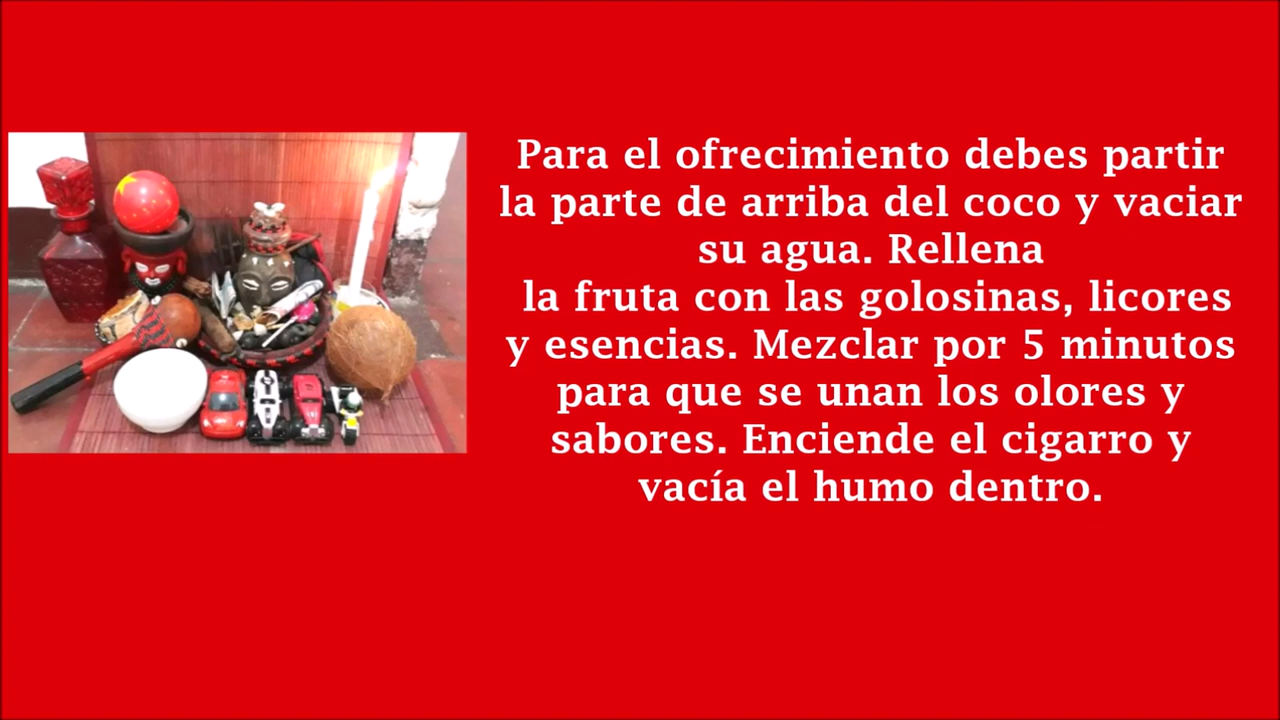 Para el ofrecimiento debes partir
la parte de arriba del coco y vaciar
su agua. Rellena
la fruta con las golosinas, licores
y esencias. Mezclar por 5 minutos
para que se unan los olores y
sabores. Enciende el cigarro y
vacía el humo dentro.